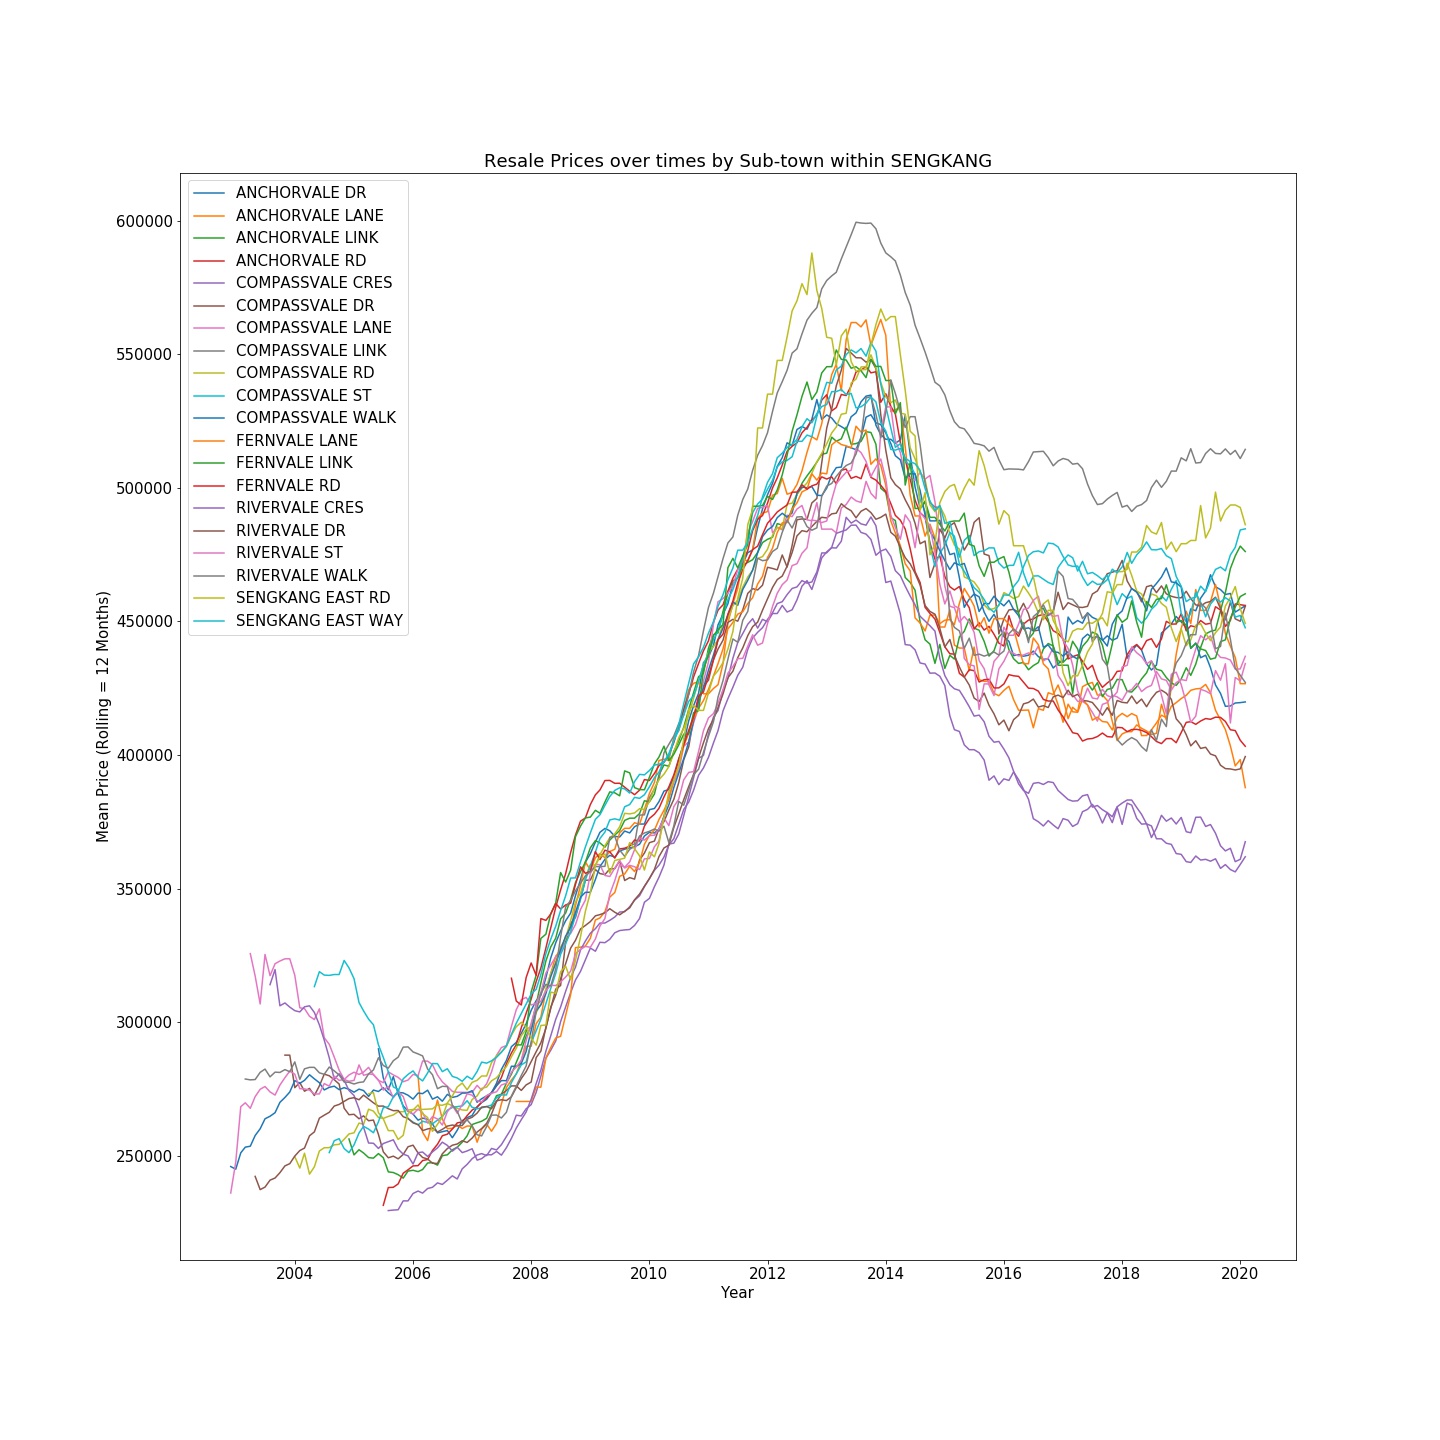 Resale Prices over times by Sub-town within SENGKANG
ANCHORVALE DR
ANCHORVALE LANE
ANCHORVALE LINK
ANCHORVALE RD
COMPASSVALE CRES
COMPASSVALE DR
COMPASSVALE LANE
COMPASSVALE LINK
COMPASSVALE RD
COMPASSVALE ST
COMPASSVALE WALK
FERNVALE LANE
FERNVALE LINK
FERNVALE RD
RIVERVALE CRES
RIVERVALE DR
RIVERVALE ST
RIVERVALE WALK
SENGKANG EAST RD
SENGKANG EAST WAY
600000
550000
500000
450000
400000
350000
300000
250000
Mean Price (Rolling = 12 Months)
2004 2006 2008 2010 2012 2014 2016 2018 2020
Year